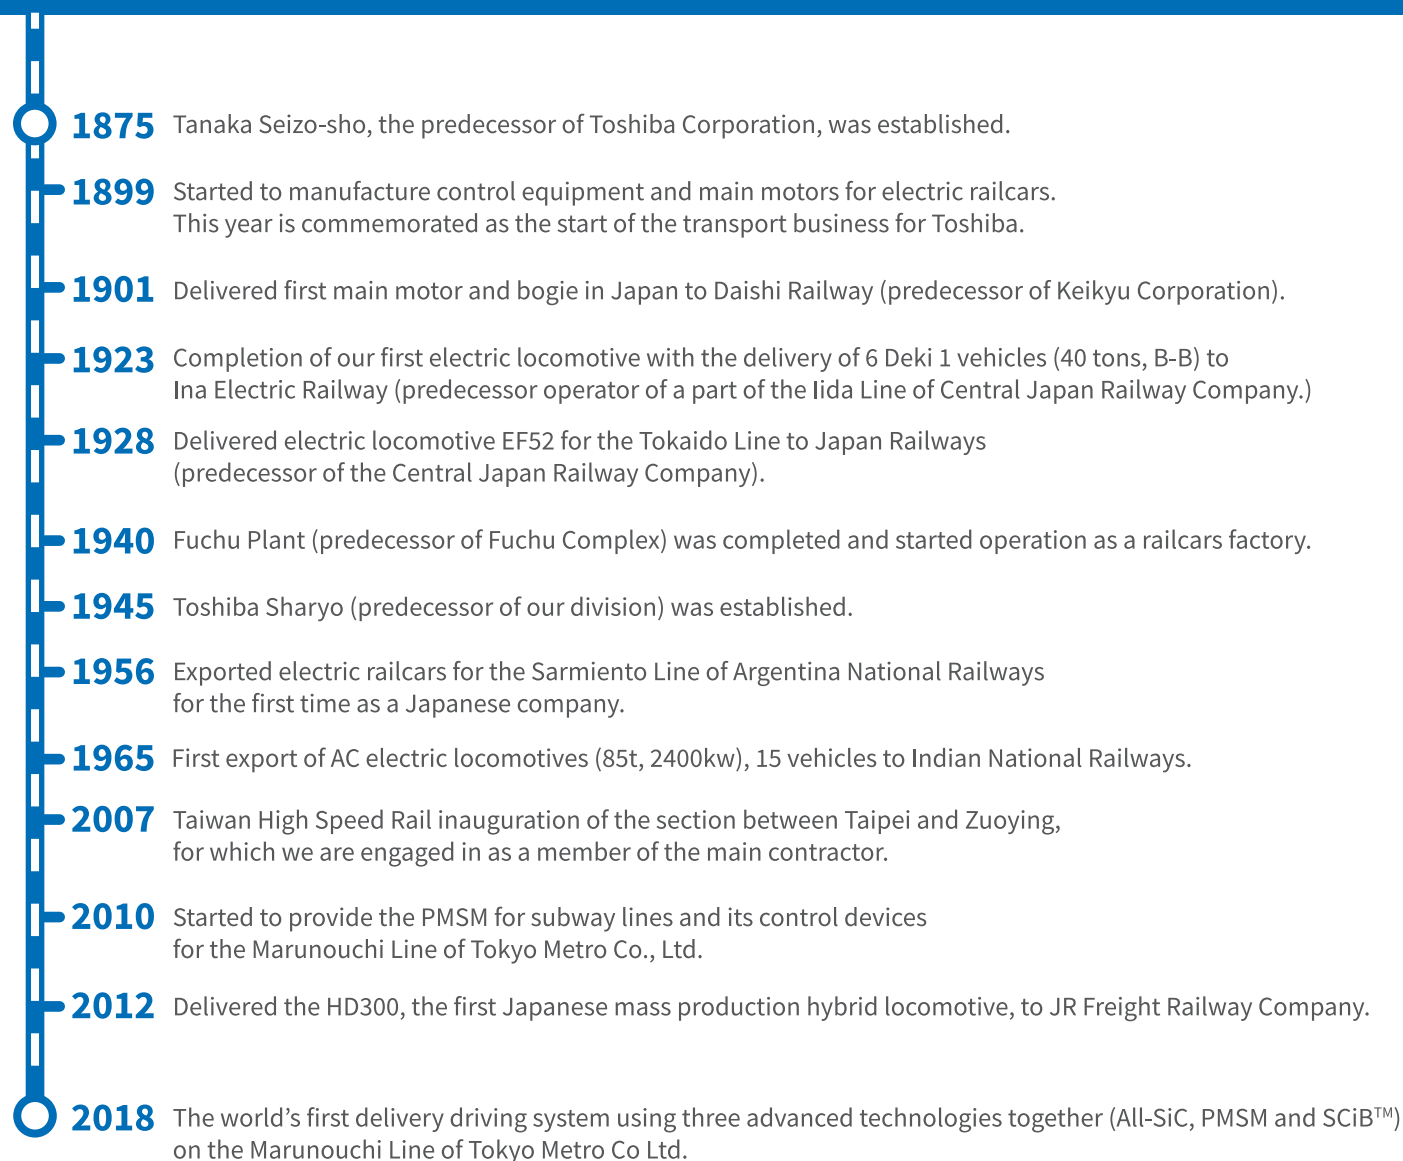 1875 Tanaka Seizo-sho, the predecessor of Toshiba Corporation, was established.
1899 Started to manufacture control equipment and main motors for electric railcars.
This year is commemorated as the start of the transport business for Toshiba.
1901 Delivered first main motor and bogie in Japan to Daishi Railway (predecessor of Keikyu Corporation).
1923 Completion of our first electric locomotive with the delivery of 6 Deki 1 vehicles (40 tons, B-B) to
Ina Electric Railway (predecessor operator of a part of the Iida Line of Central Japan Railway Company.)
1928 Delivered electric locomotive EF52 for the Tokaido Line to Japan Railways
(predecessor of the Central Japan Railway Company).
1940 Fuchu Plant (predecessor of Fuchu Complex) was completed and started operation as a railcars factory.
1945 Toshiba Sharyo (predecessor of our division) was established.
1956 Exported electric railcars for the Sarmiento Line of Argentina National Railways
for the first time as a Japanese company.
1965 First export of AC electric locomotives (85t, 2400kw), 15 vehicles to Indian National Railways.
2007 Taiwan High Speed Rail inauguration of the section between Taipei and Zuoying,
for which we are engaged in as a member of the main contractor.
2010 Started to provide the PMSM for subway lines and its control devices
for the Marunouchi Line of Tokyo Metro Co., Ltd.
2012 Delivered the HD300, the first Japanese mass production hybrid locomotive, to JR Freight Railway Company.
2018 The world’s first delivery driving system using three advanced technologies together (All-SiC, PMSM and SCiB™)
on the Marunouchi Line of Tokyo Metro Co Ltd.